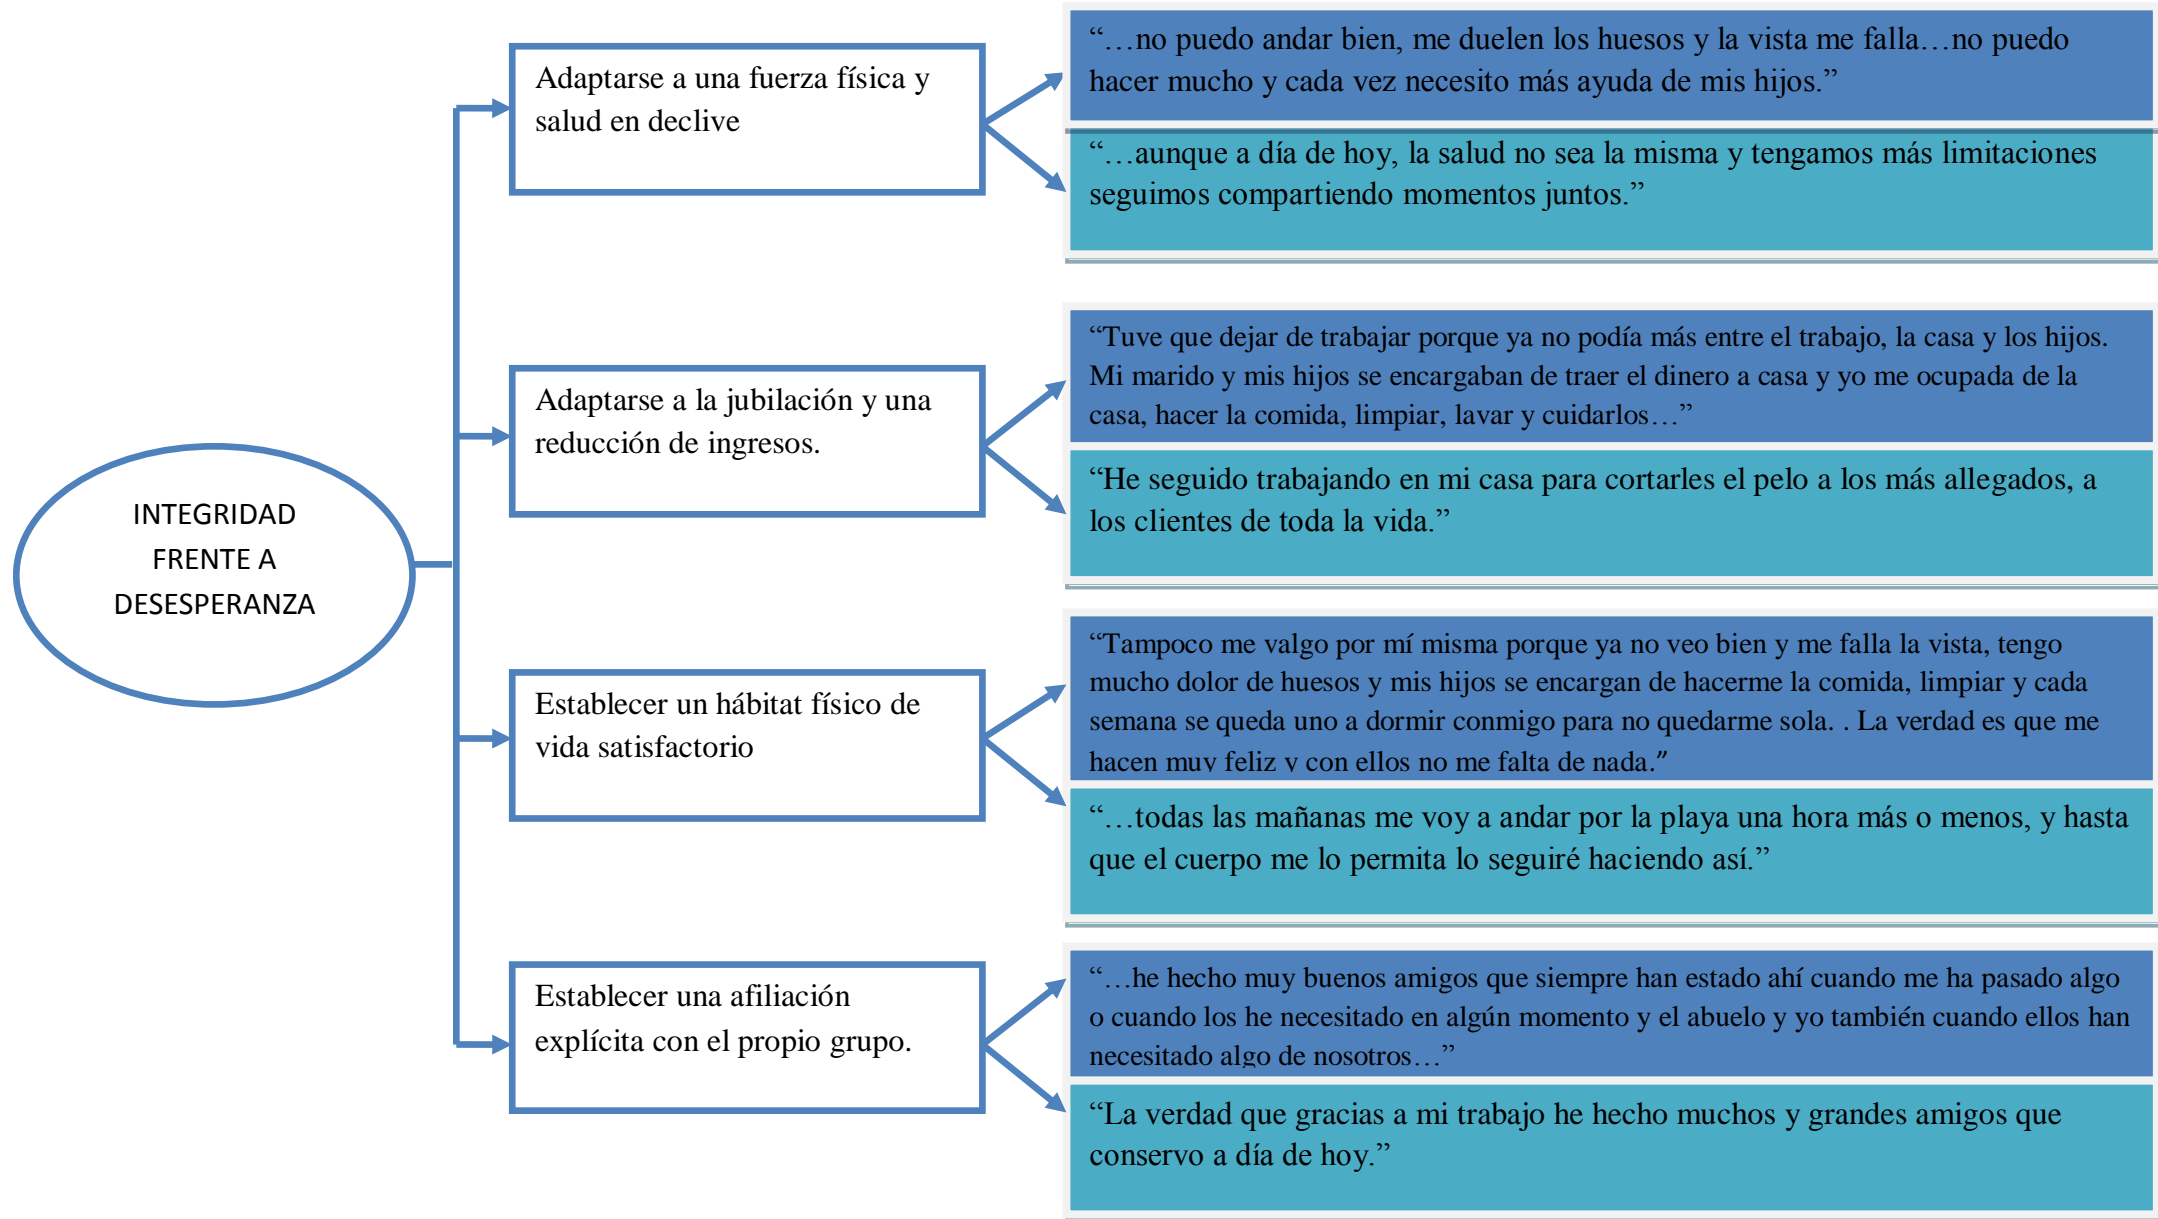 INTEGRIDAD
FRENTE A
DESESPERANZA
Adaptarse a una fuerza física y
salud en declive
“…no puedo andar bien, me duelen los huesos y la vista me falla…no puedo
hacer mucho y cada vez necesito más ayuda de mis hijos.”
“…aunque a día de hoy, la salud no sea la misma y tengamos más limitaciones
seguimos compartiendo momentos juntos.”
Adaptarse a la jubilación y una
reducción de ingresos.
“Tuve que dejar de trabajar porque ya no podía más entre el trabajo, la casa y los hijos.
Mi marido y mis hijos se encargaban de traer el dinero a casa y yo me ocupada de la
casa, hacer la comida, limpiar, lavar y cuidarlos…”
“He seguido trabajando en mi casa para cortarles el pelo a los más allegados, a
los clientes de toda la vida.”
Establecer un hábitat físico de
vida satisfactorio
“Tampoco me valgo por mí misma porque ya no veo bien y me falla la vista, tengo
mucho dolor de huesos y mis hijos se encargan de hacerme la comida, limpiar y cada
semana se queda uno a dormir conmigo para no quedarme sola. . La verdad es que me
hacen muy feliz y con ellos no me falta de nada.”
“…todas las mañanas me voy a andar por la playa una hora más o menos, y hasta
que el cuerpo me lo permita lo seguiré haciendo así.”
Establecer una afiliación
explícita con el propio grupo.
“…he hecho muy buenos amigos que siempre han estado ahí cuando me ha pasado algo
o cuando los he necesitado en algún momento y el abuelo y yo también cuando ellos han
necesitado algo de nosotros…”
“La verdad que gracias a mi trabajo he hecho muchos y grandes amigos que
conservo a día de hoy.”